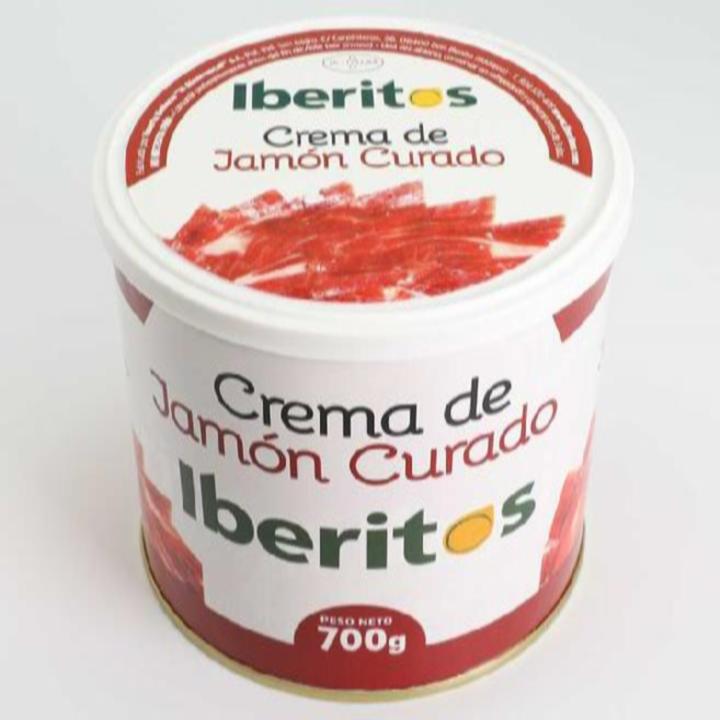 Iberitos
Crema de
Jamón Curado
Crema de
Jamón Curado
Iberitos
PESO NETO
700g